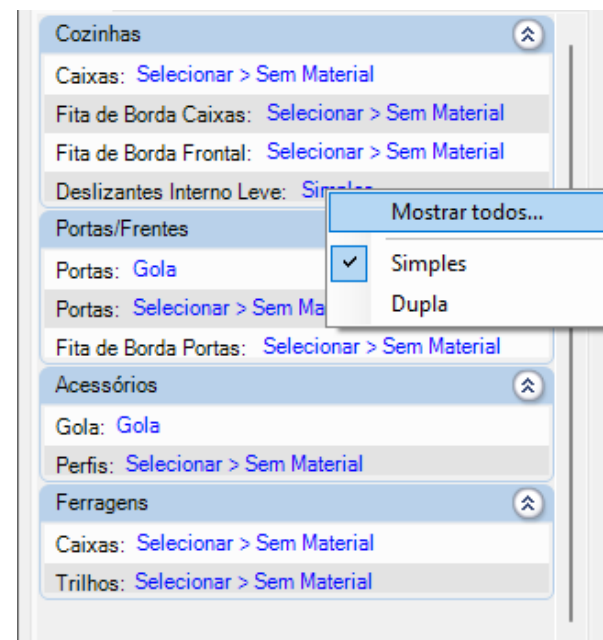 Cozinhas
Caixas: Selecionar > Sem Material
Fita de Borda Caixas: Selecionar > Sem Material
Fita de Borda Frontal: Selecionar > Sem Material
Deslizantes Interno Leve: Simples
Mostrar todos...
Simples
Dupla
Portas/Frentes
Portas: Gola
Portas: Selecionar > Sem Ma
Fita de Borda Portas: Selecionar > Sem Material
Acessórios
Gola: Gola
Perfis: Selecionar > Sem Material
Ferragens
Caixas: Selecionar > Sem Material
Trilhos: Selecionar > Sem Material